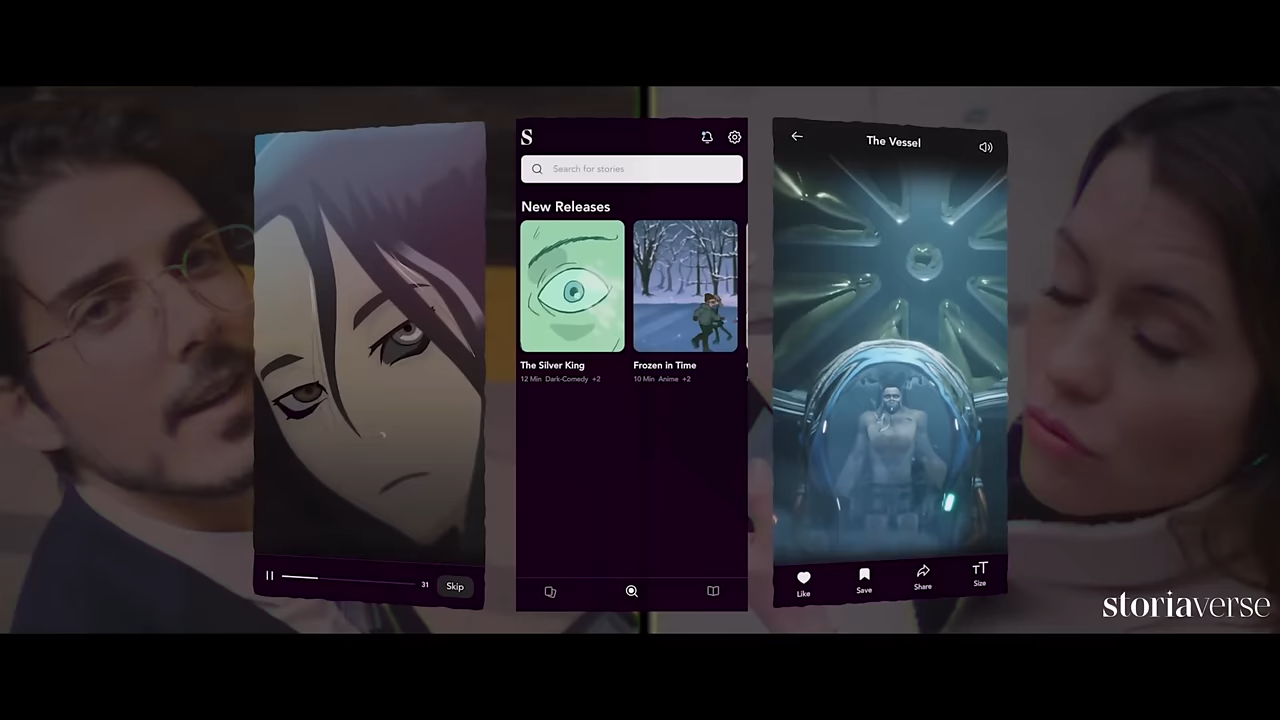 31
Skip
S
Search for stories
New Releases
The Silver King
12 Min Dark-Comedy +2
Frozen in Time
10 Min Anime +2
The Vessel
Like
Save
Share
TT
Size
storiaverse